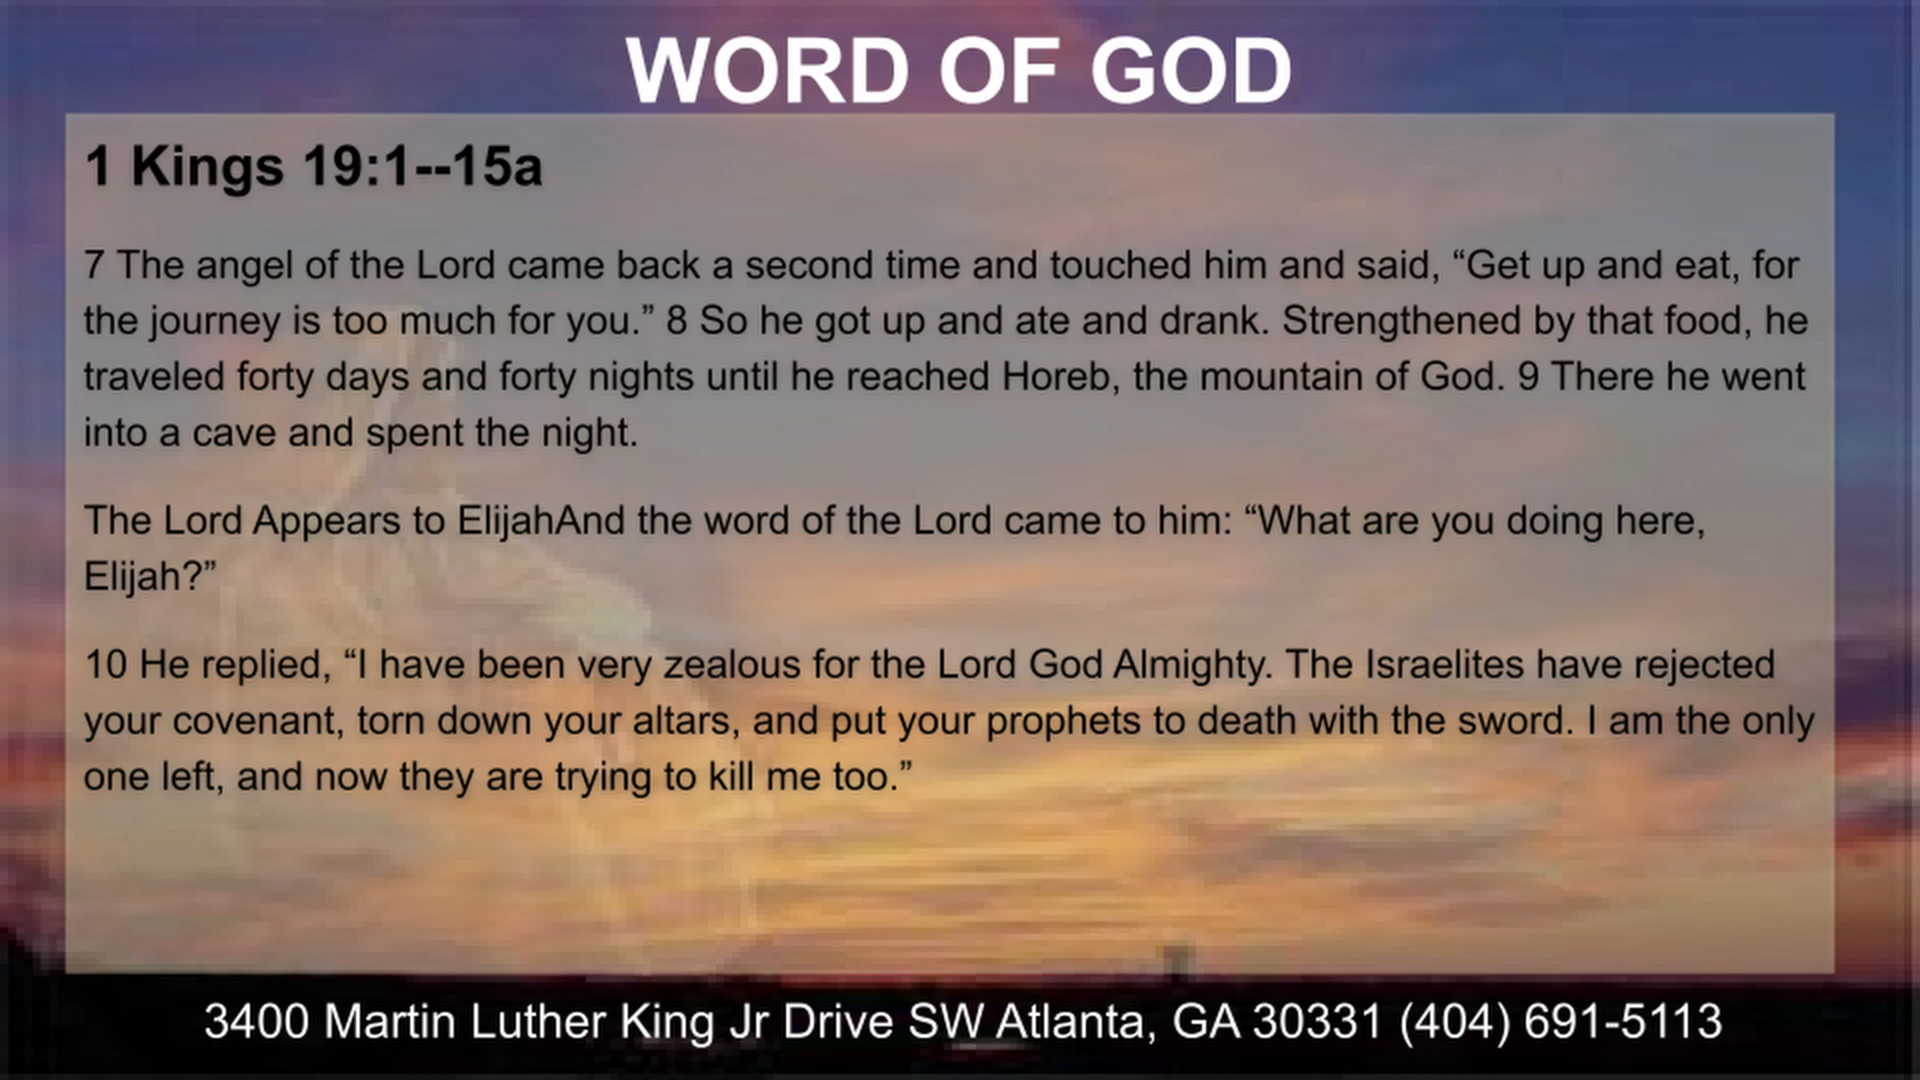 WORD OF GOD
1 Kings 19:1--15a
7 The angel of the Lord came back a second time and touched him and said, “Get up and eat, for
the journey is too much for you.” 8 So he got up and ate and drank. Strengthened by that food, he
traveled forty days and forty nights until he reached Horeb, the mountain of God. 9 There he went
into a cave and spent the night.
The Lord Appears to ElijahAnd the word of the Lord came to him: “What are you doing here,
Elijah?”
10 He replied, “I have been very zealous for the Lord God Almighty. The Israelites have rejected
your covenant, torn down your altars, and put your prophets to death with the sword. I am the only
one left, and now they are trying to kill me too.”
3400 Martin Luther King Jr Drive SW Atlanta, GA 30331 (404) 691-5113